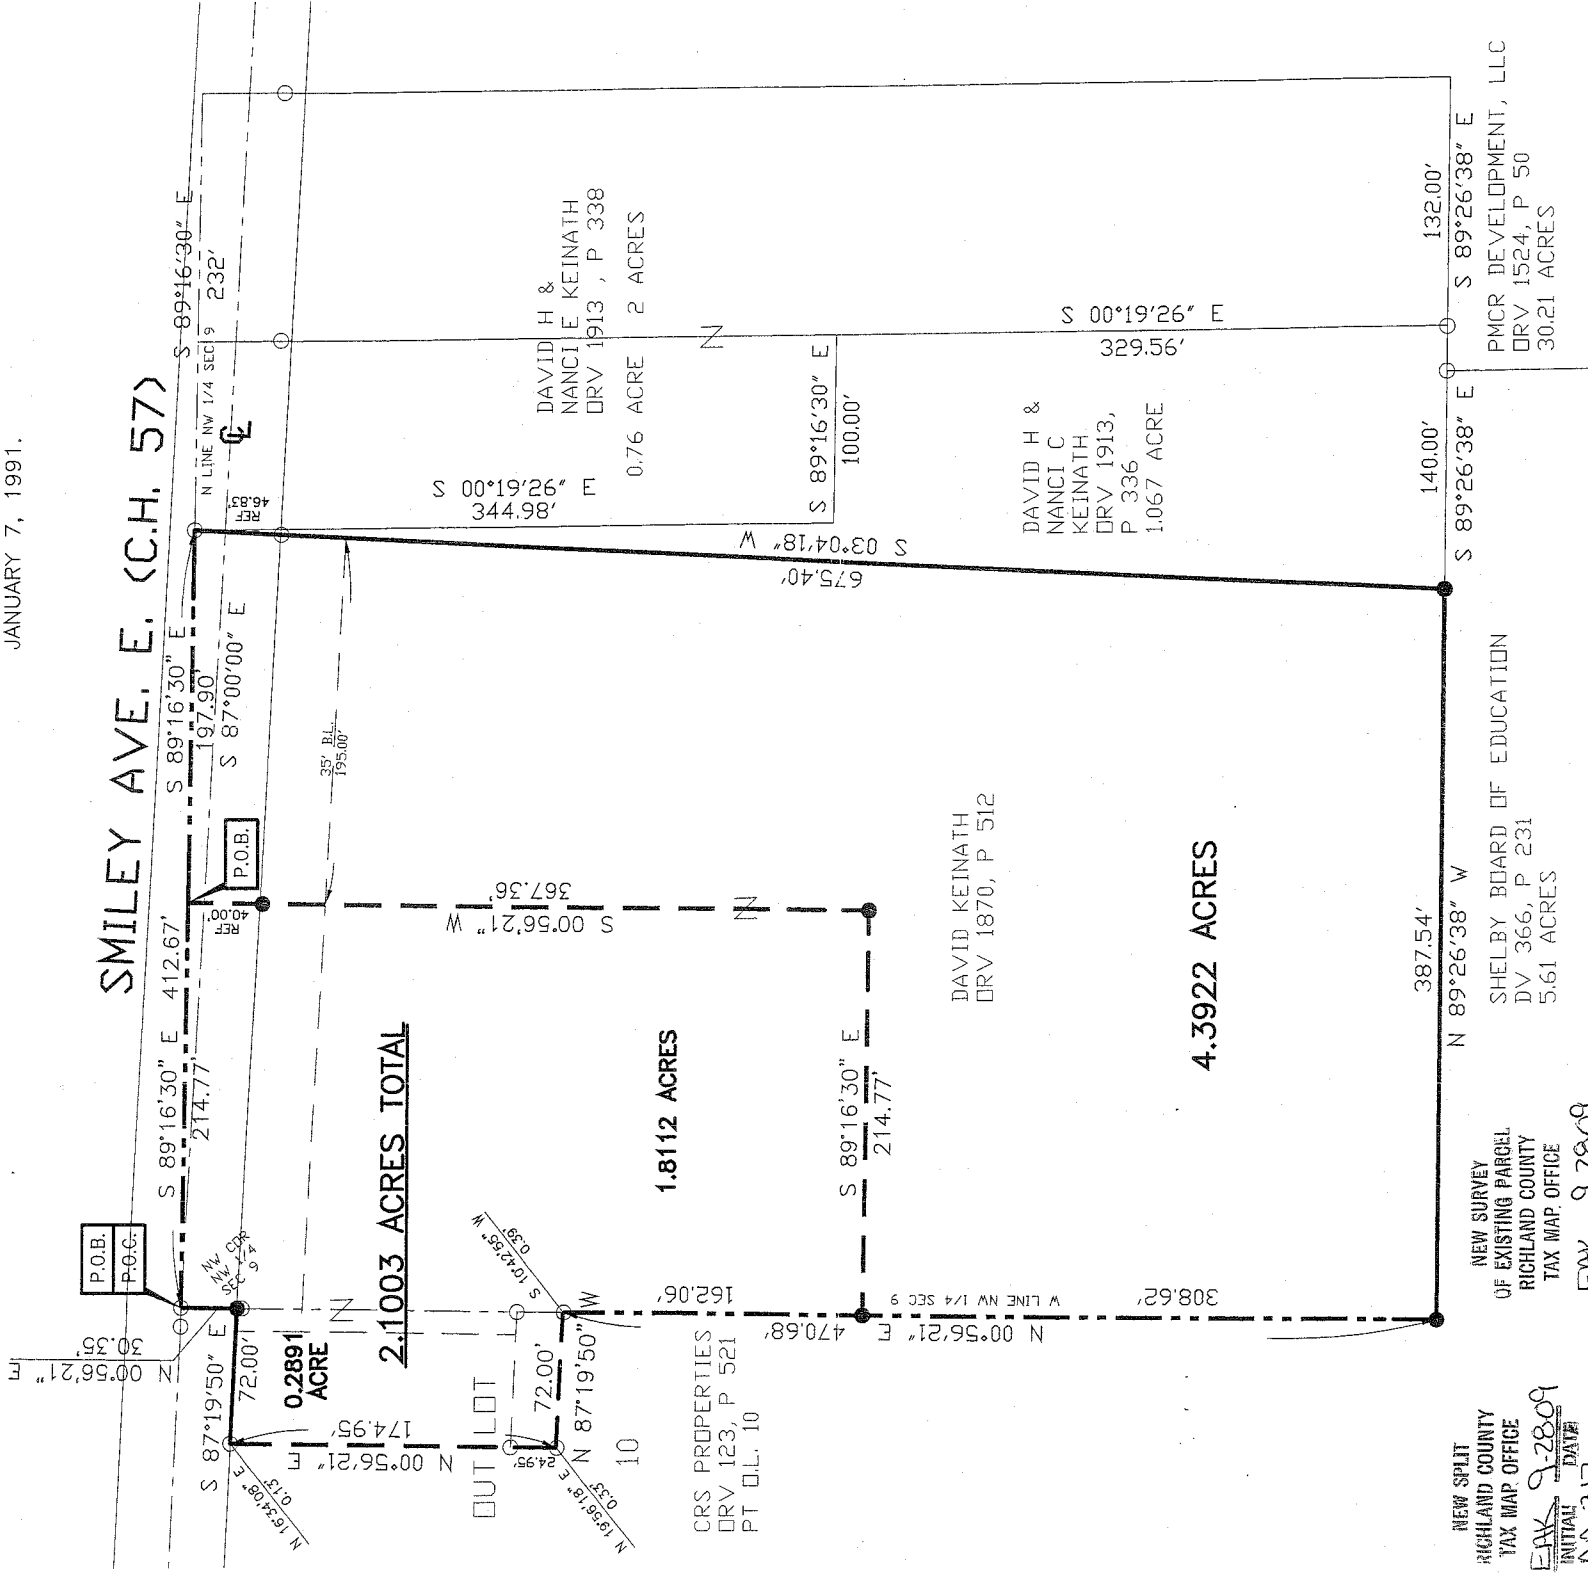 JANUARY 7, 1991.
SMILEY AVE. E. (C.H. 57)
P.O.B.
P.O.C.
NW COR
NW 1/4
SEC 9
N 00°56'21" E
30.35'
S 89°16'30" E 412.67'
214.77'
P.O.B.
REF
40.00'
S 89°16'30" E
197.90'
S 87°00'00" E
REF
46.83'
N LINE NW 1/4 SEC 9
S 89°16'30" E
232'
℄
35' B.L.
195.00'
S 87°19'50" E
72.00'
0.2891
ACRE
N 16°34'08" E
0.13'
N 00°56'21" E
174.95'
2.1003 ACRES TOTAL
OUT LOT
10
24.95'
N 19°56'18" E
0.33'
72.00'
N 87°19'50" W
S 10°42'55" W
0.39'
1.8112 ACRES
S 00°56'21" W
367.36'
S 89°16'30" E
214.77'
162.06'
N 00°56'21" E 470.68'
W LINE NW 1/4 SEC 9
308.62'
CRS PROPERTIES
ORV 123, P 521
PT O.L. 10
S 00°19'26" E
344.98'
S 03°04'18" W
675.40'
DAVID H &
NANCI E KEINATH
ORV 1913 , P 338
0.76 ACRE 2 ACRES
S 89°16'30" E
100.00'
S 00°19'26" E
329.56'
DAVID H &
NANCI C
KEINATH
ORV 1913,
P 336
1.067 ACRE
DAVID KEINATH
ORV 1870, P 512
4.3922 ACRES
387.54'
N 89°26'38" W
140.00'
S 89°26'38" E
132.00'
S 89°26'38" E
SHELBY BOARD OF EDUCATION
DV 366, P 231
5.61 ACRES
PMCR DEVELOPMENT, LLC
ORV 1524, P 50
30.21 ACRES
NEW SPLIT
RICHLAND COUNTY
TAX MAP OFFICE
EAK 9-28-09
INITIAL DATE
NEW SURVEY
OF EXISTING PARCEL
RICHLAND COUNTY
TAX MAP OFFICE